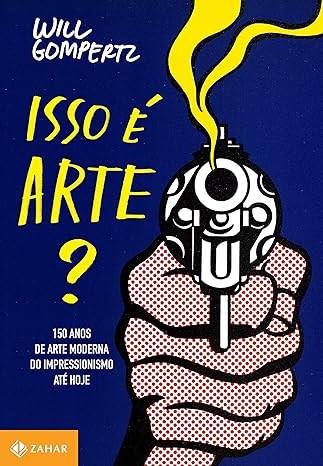 WILL
GOMPERTZ
ISSO É
ARTE
?
150 ANOS
DE ARTE MODERNA
DO IMPRESSIONISMO
ATÉ HOJE
ZAHAR